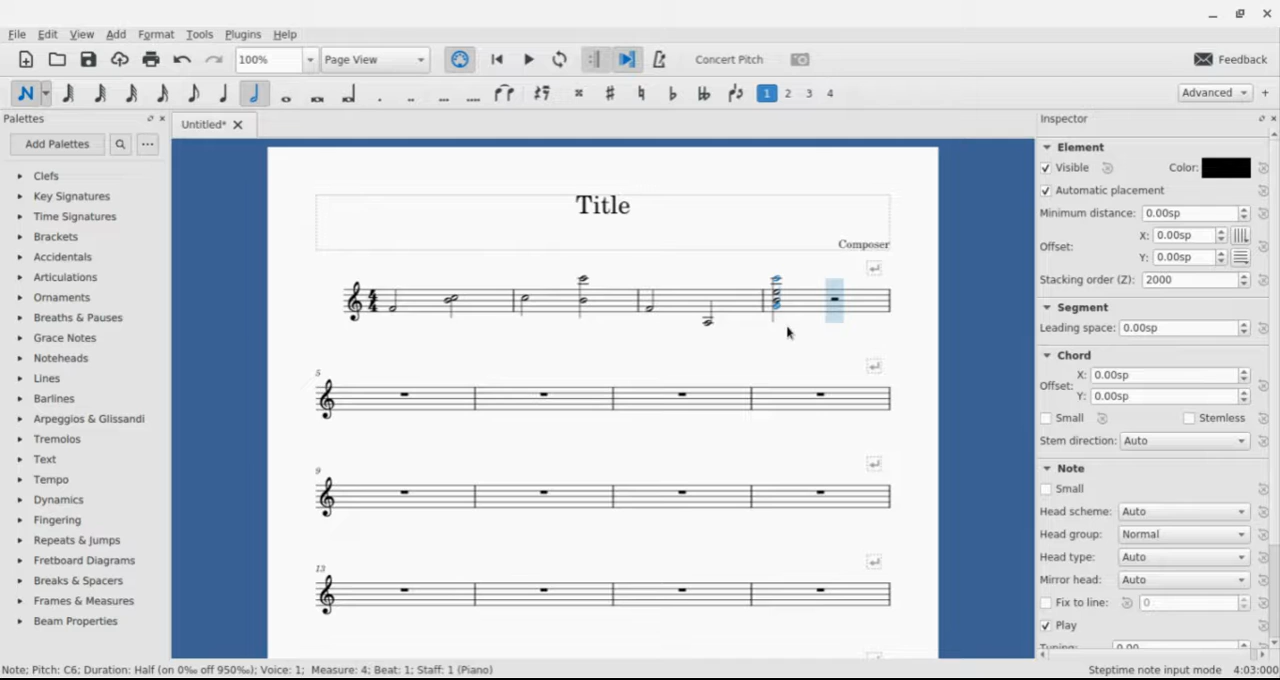 File Edit View Add Format Tools Plugins Help
100% Page View Concert Pitch Feedback
1 2 3 4 Advanced +
Palettes
Untitled*
Inspector
Add Palettes
Clefs
Key Signatures
Time Signatures
Brackets
Accidentals
Articulations
Ornaments
Breaths & Pauses
Grace Notes
Noteheads
Lines
Barlines
Arpeggios & Glissandi
Tremolos
Text
Tempo
Dynamics
Fingering
Repeats & Jumps
Fretboard Diagrams
Breaks & Spacers
Frames & Measures
Beam Properties
Title
Composer
5
9
13
Element
Visible Color:
Automatic placement
Minimum distance: 0.00sp
Offset: X: 0.00sp
Y: 0.00sp
Stacking order (Z): 2000
Segment
Leading space: 0.00sp
Chord
Offset: X: 0.00sp
Y: 0.00sp
Small Stemless
Stem direction: Auto
Note
Small
Head scheme: Auto
Head group: Normal
Head type: Auto
Mirror head: Auto
Fix to line: 0
Play
Tuning: 0.00
Note; Pitch: C6; Duration: Half (on 0‰ off 950‰); Voice: 1; Measure: 4; Beat: 1; Staff: 1 (Piano)
Steptime note input mode 4:03:000